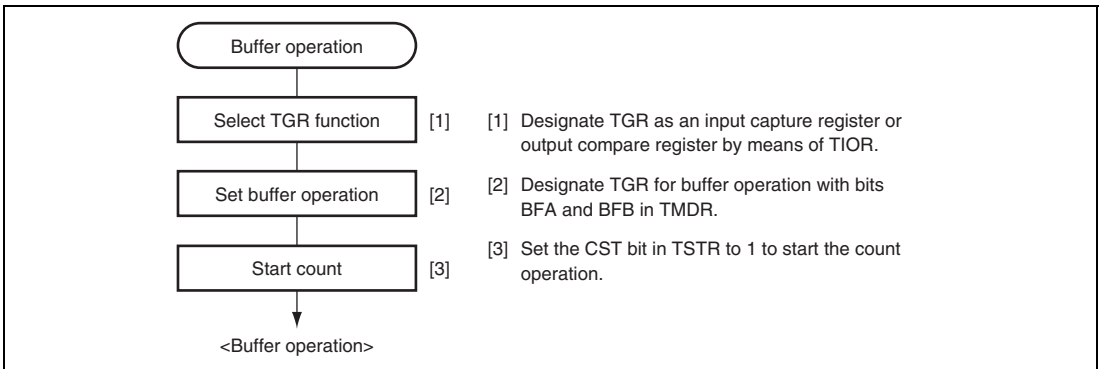 Buffer operation
Select TGR function
[1]
Set buffer operation
[2]
Start count
[3]
<Buffer operation>
[1] Designate TGR as an input capture register or
output compare register by means of TIOR.
[2] Designate TGR for buffer operation with bits
BFA and BFB in TMDR.
[3] Set the CST bit in TSTR to 1 to start the count
operation.